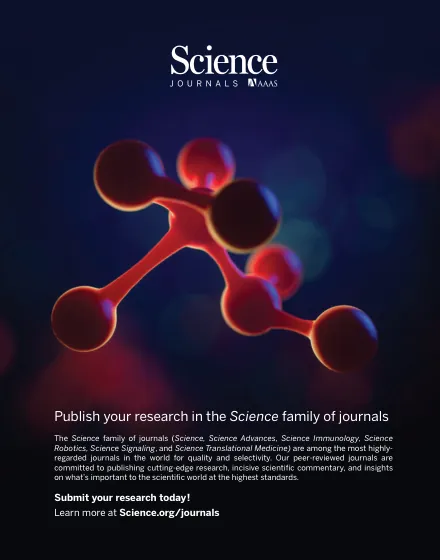 Science
JOURNALS AAAS
Publish your research in the Science family of journals
The Science family of journals (Science, Science Advances, Science Immunology, Science
Robotics, Science Signaling, and Science Translational Medicine) are among the most highly-
regarded journals in the world for quality and selectivity. Our peer-reviewed journals are
committed to publishing cutting-edge research, incisive scientific commentary, and insights
on what's important to the scientific world at the highest standards.
Submit your research today!
Learn more at Science.org/journals